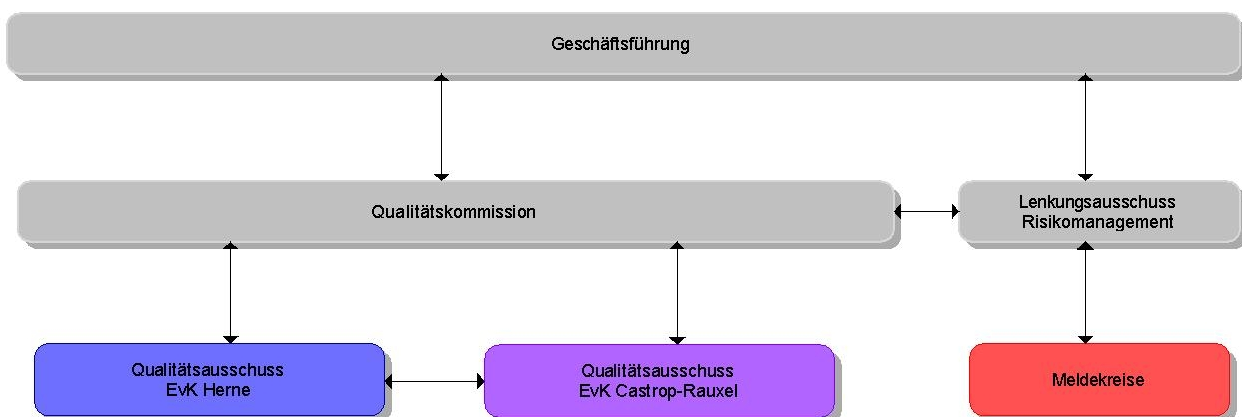 Geschäftsführung
Qualitätskommission
Lenkungsausschuss
Risikomanagement
Qualitätsausschuss
EvK Herne
Qualitätsausschuss
EvK Castrop-Rauxel
Meldekreise